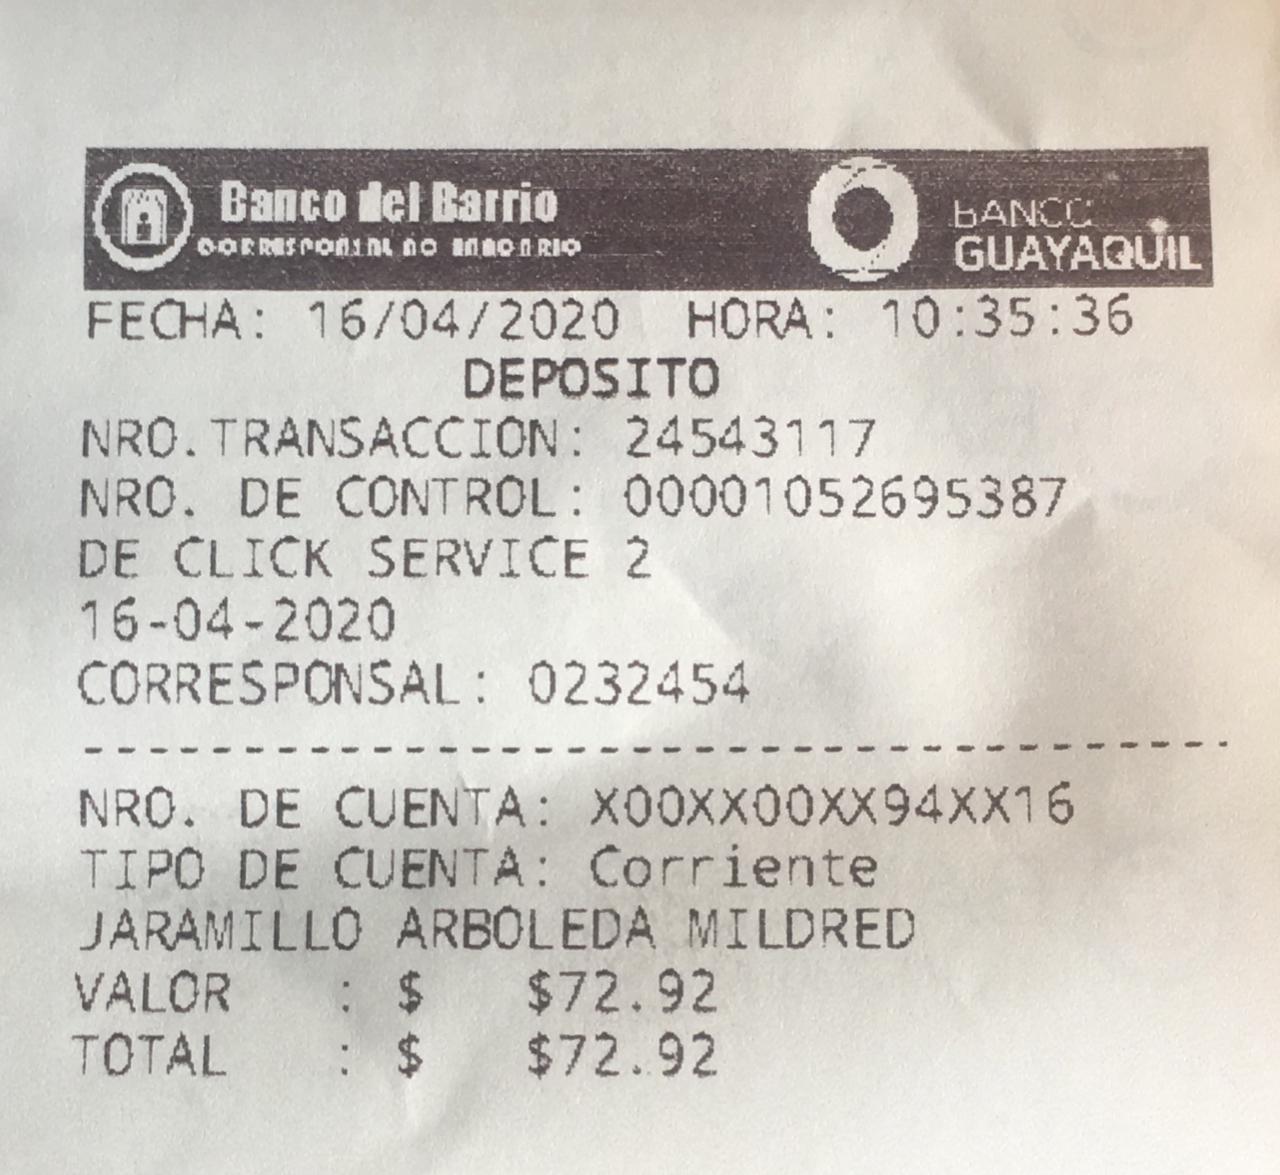 Banco del Barrio
CORRESPONSAL NO BANCARIO
BANCO
GUAYAQUIL
FECHA: 16/04/2020 HORA: 10:35:36
DEPOSITO
NRO.TRANSACCION: 24543117
NRO. DE CONTROL: 00001052695387
DE CLICK SERVICE 2
16-04-2020
CORRESPONSAL: 0232454
---------------------------------------
NRO. DE CUENTA: X00XX00XX94XX16
TIPO DE CUENTA: Corriente
JARAMILLO ARBOLEDA MILDRED
VALOR : $ $72.92
TOTAL : $ $72.92